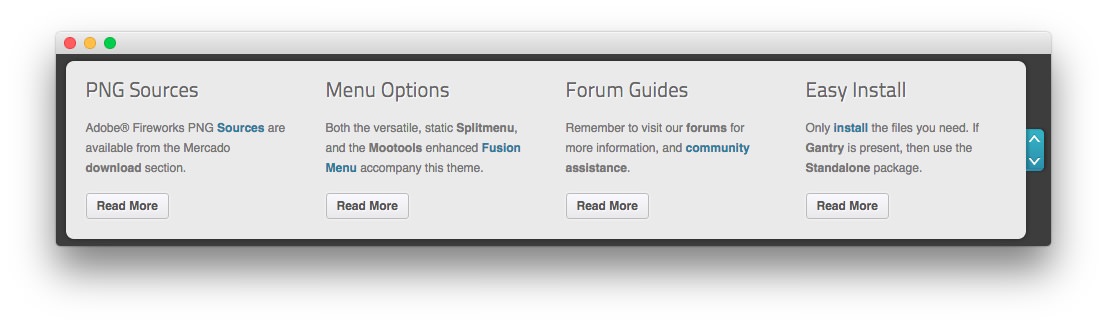 PNG Sources
Adobe® Fireworks PNG Sources are
available from the Mercado
download section.
Read More
Menu Options
Both the versatile, static Splitmenu,
and the Mootools enhanced Fusion
Menu accompany this theme.
Read More
Forum Guides
Remember to visit our forums for
more information, and community
assistance.
Read More
Easy Install
Only install the files you need. If
Gantry is present, then use the
Standalone package.
Read More